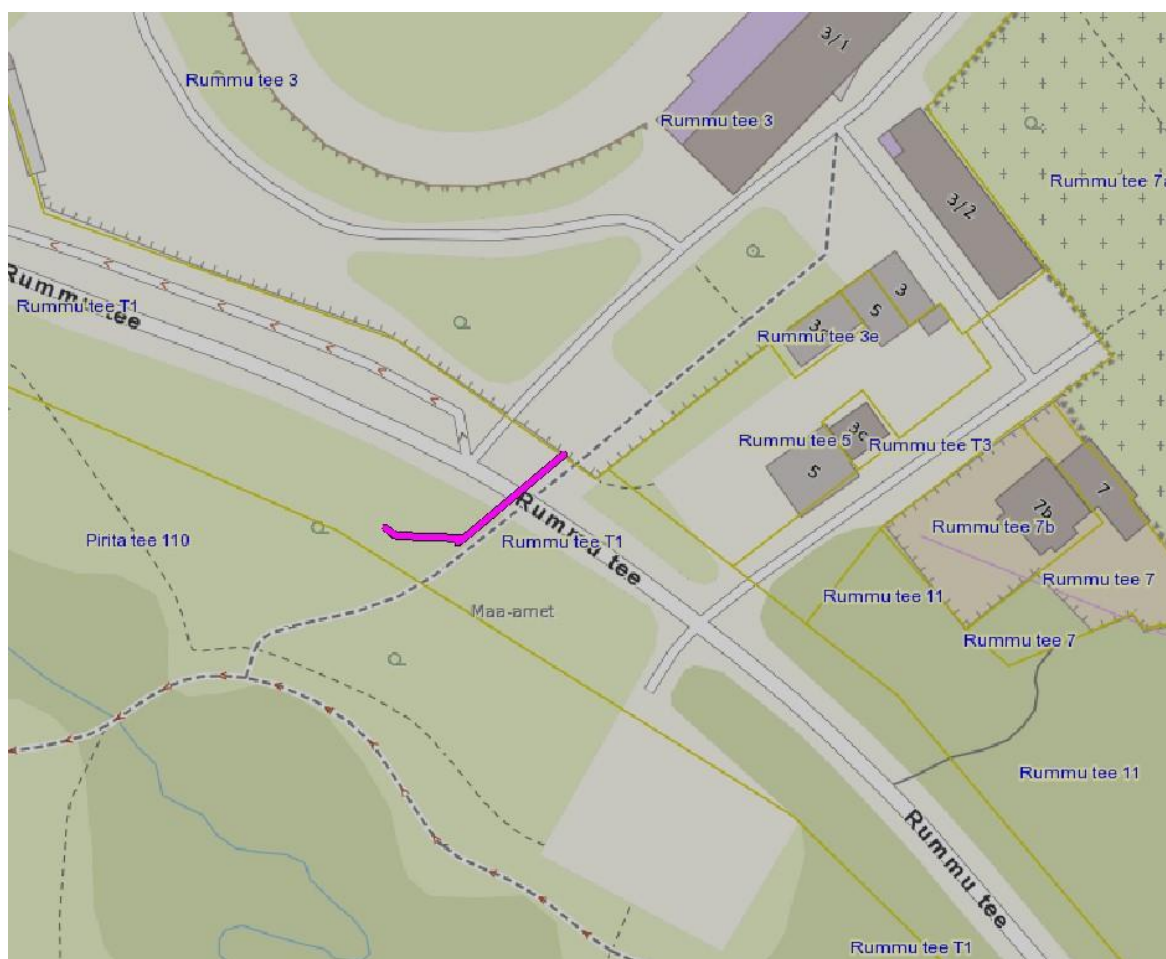 3/1
Rummu tee 3
Rummu tee 3
Rummu tee 7
3/2
3
5
Rummu tee T1
Rummu tee
Rummu tee 3e
3c
Rummu tee 5
Rummu tee T3
5
7
7b
Rummu tee 7b
Pirita tee 110
Rummu tee
Rummu tee T1
Rummu tee 7
Rummu tee 11
Maa-amet
Rummu tee 7
Rummu tee 11
Rummu tee
Rummu tee T1